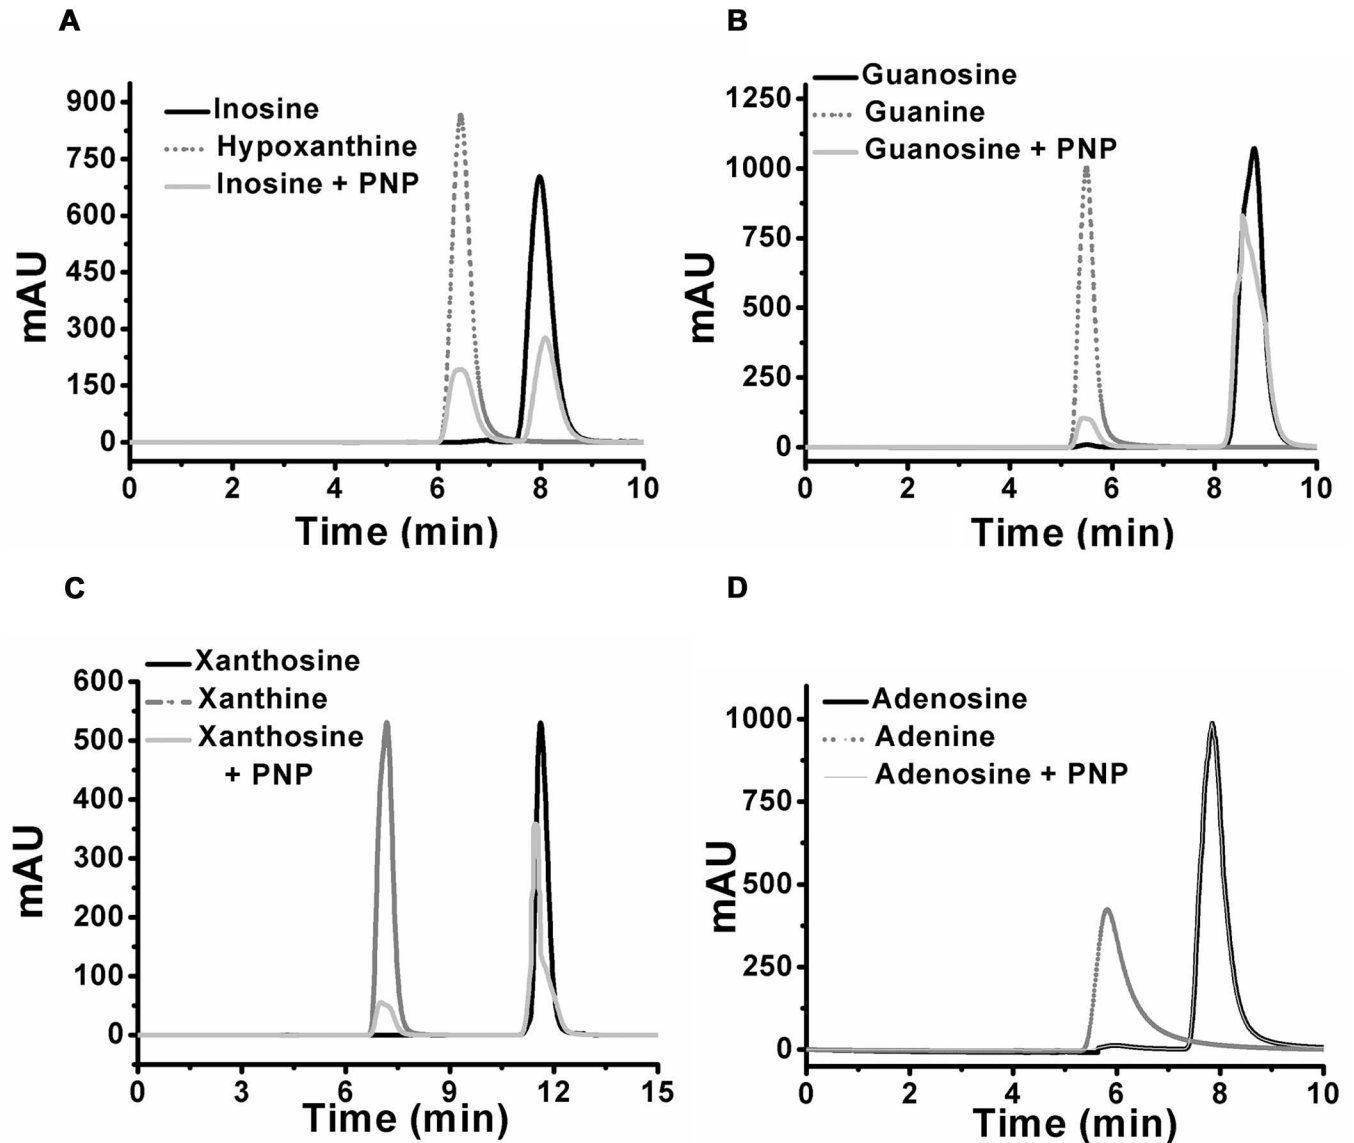 A
Inosine
Hypoxanthine
Inosine + PNP
900
750
600
450
300
150
0
mAU
0 2 4 6 8 10
Time (min)
B
Guanosine
Guanine
Guanosine + PNP
1250
1000
750
500
250
0
mAU
0 2 4 6 8 10
Time (min)
C
Xanthosine
Xanthine
Xanthosine
+ PNP
600
500
400
300
200
100
0
mAU
0 3 6 9 12 15
Time (min)
D
Adenosine
Adenine
Adenosine + PNP
1000
750
500
250
0
mAU
0 2 4 6 8 10
Time (min)